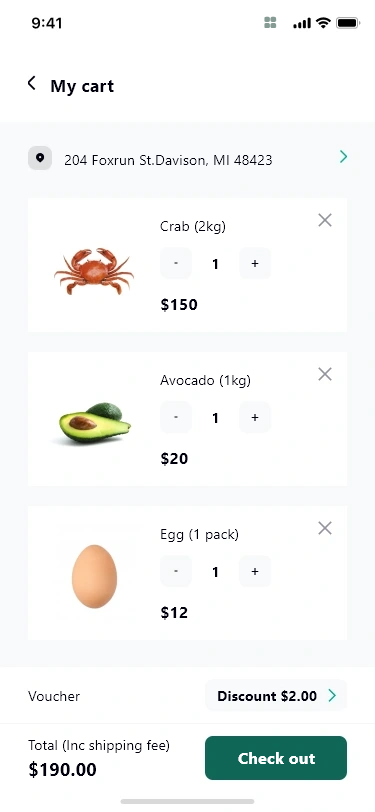 9:41
My cart
204 Foxrun St.Davison, MI 48423
Crab (2kg)
- 1 +
$150
Avocado (1kg)
- 1 +
$20
Egg (1 pack)
- 1 +
$12
Voucher
Discount $2.00
Total (Inc shipping fee)
$190.00
Check out